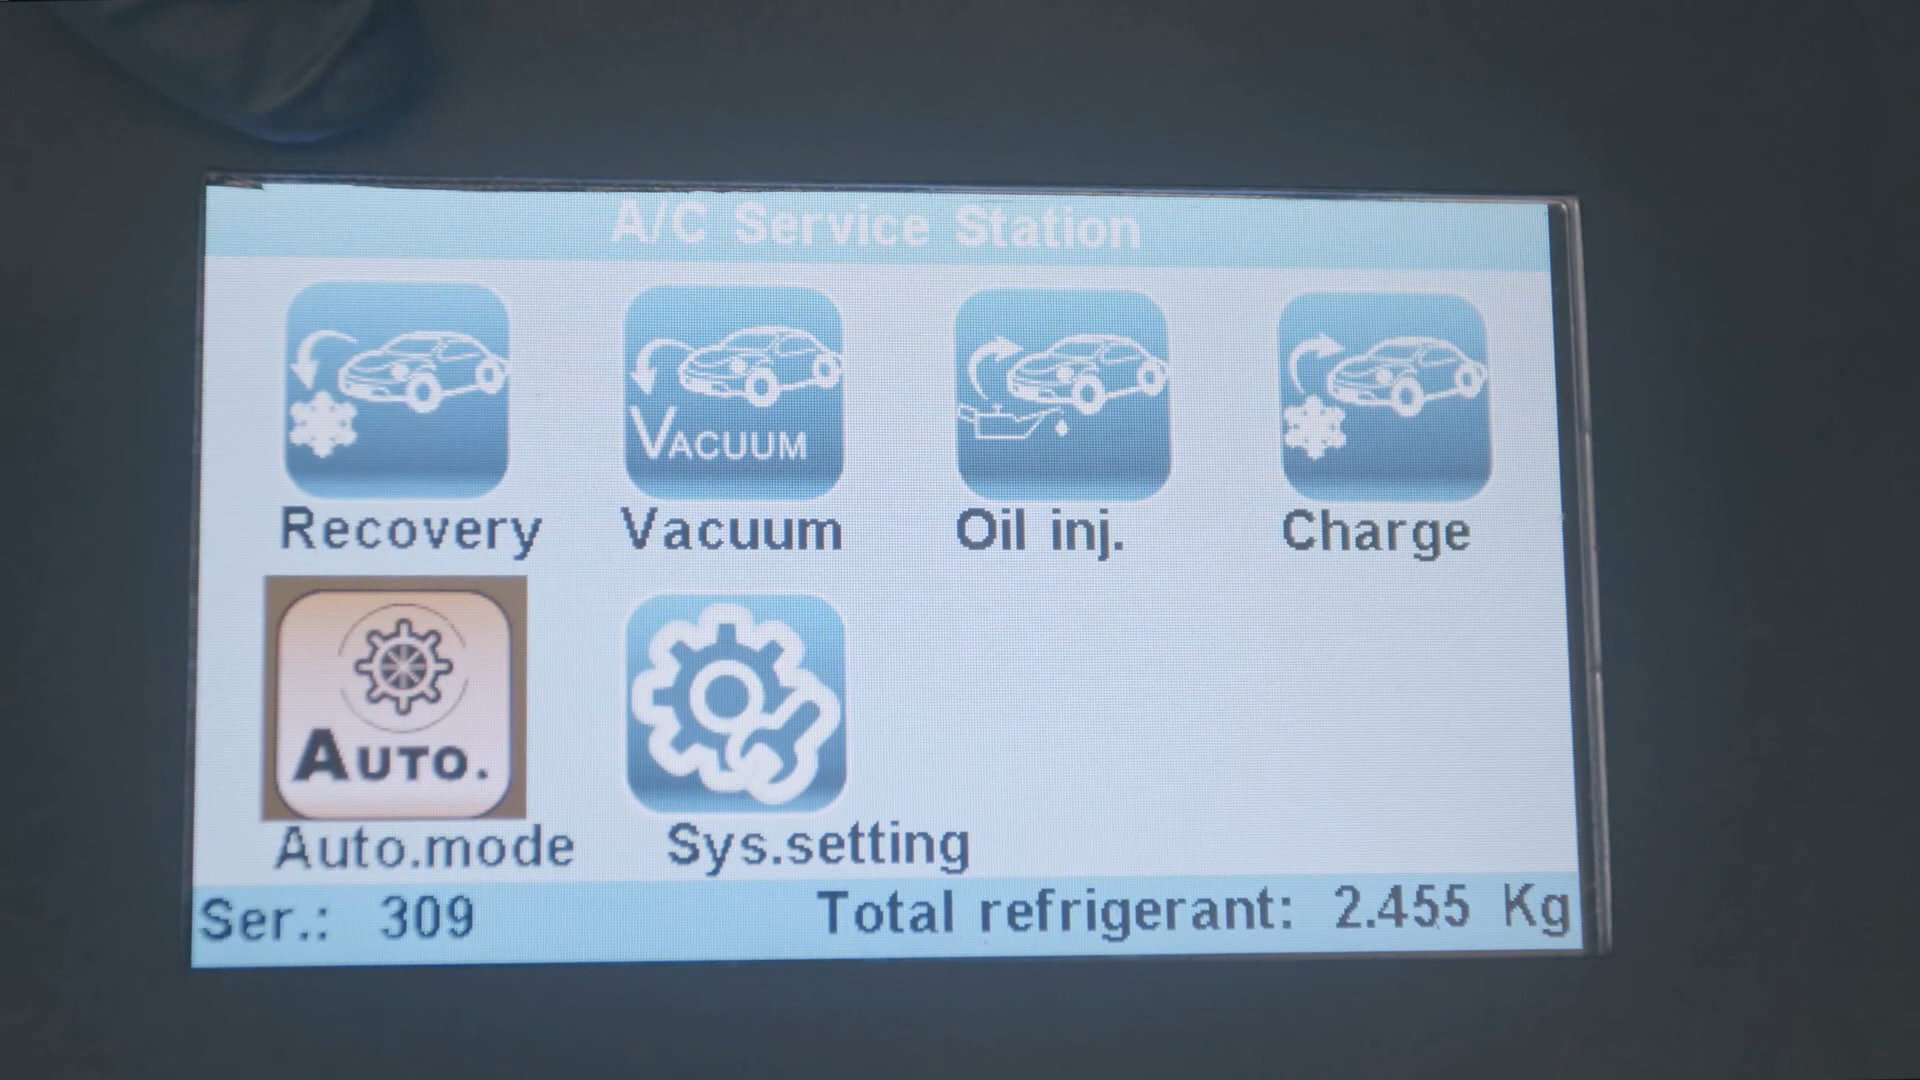 A/C Service Station
VACUUM
Recovery
Vacuum
Oil inj.
Charge
AUTO.
Auto.mode
Sys.setting
Ser.: 309
Total refrigerant: 2.455 Kg